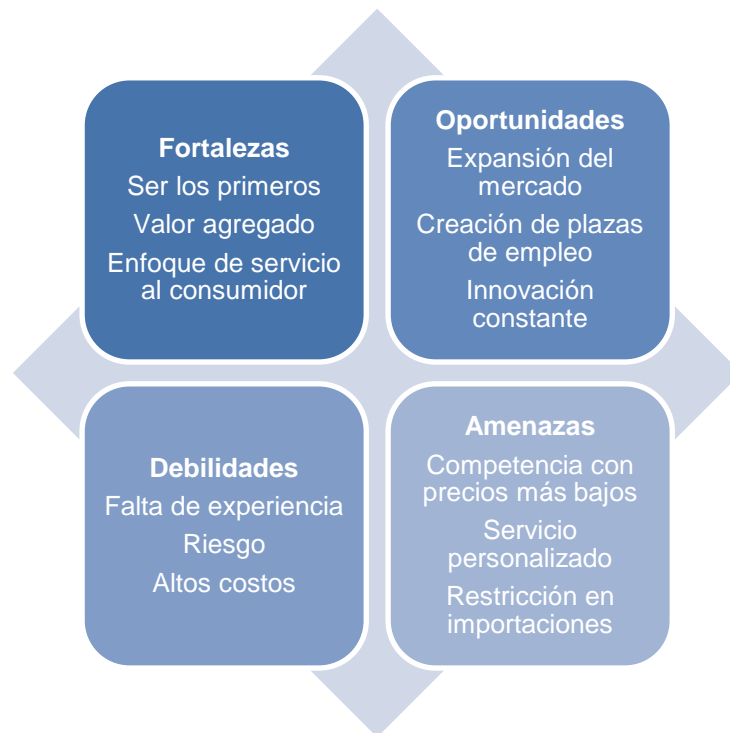 Fortalezas
Ser los primeros
Valor agregado
Enfoque de servicio
al consumidor
Oportunidades
Expansión del
mercado
Creación de plazas
de empleo
Innovación
constante
Debilidades
Falta de experiencia
Riesgo
Altos costos
Amenazas
Competencia con
precios más bajos
Servicio
personalizado
Restricción en
importaciones